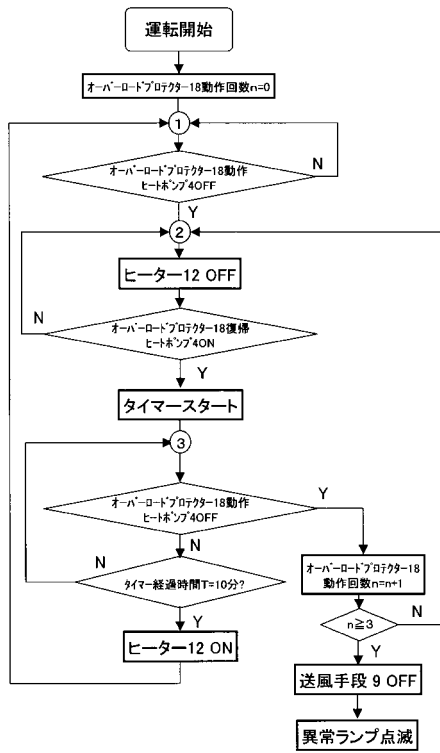 運転開始
オーバーロードプロテクター18動作回数n=0
1
オーバーロードプロテクター18動作
ヒートポンプ4OFF
N
Y
2
ヒーター12 OFF
オーバーロードプロテクター18復帰
ヒートポンプ4ON
N
Y
タイマースタート
3
オーバーロードプロテクター18動作
ヒートポンプ4OFF
Y
N
タイマー経過時間T=10分?
N
Y
ヒーター12 ON
オーバーロードプロテクター18
動作回数n=n+1
n≧3
N
Y
送風手段 9 OFF
異常ランプ点滅